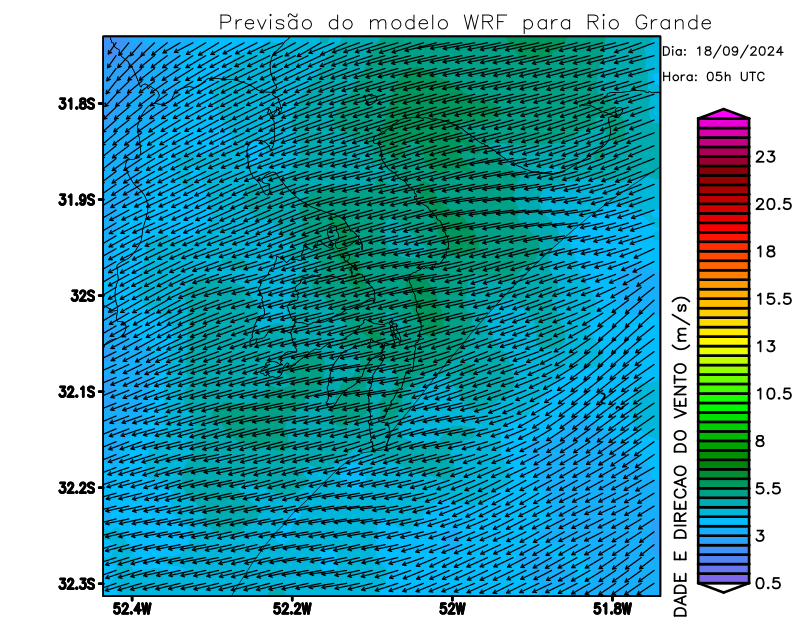 Previsão do modelo WRF para Rio Grande
Dia: 18/09/2024
Hora: 05h UTC
31.8S
31.9S
32S
32.1S
32.2S
32.3S
52.4W
52.2W
52W
51.8W
23
20.5
18
15.5
13
10.5
8
5.5
3
0.5
DADE E DIRECAO DO VENTO (m/s)